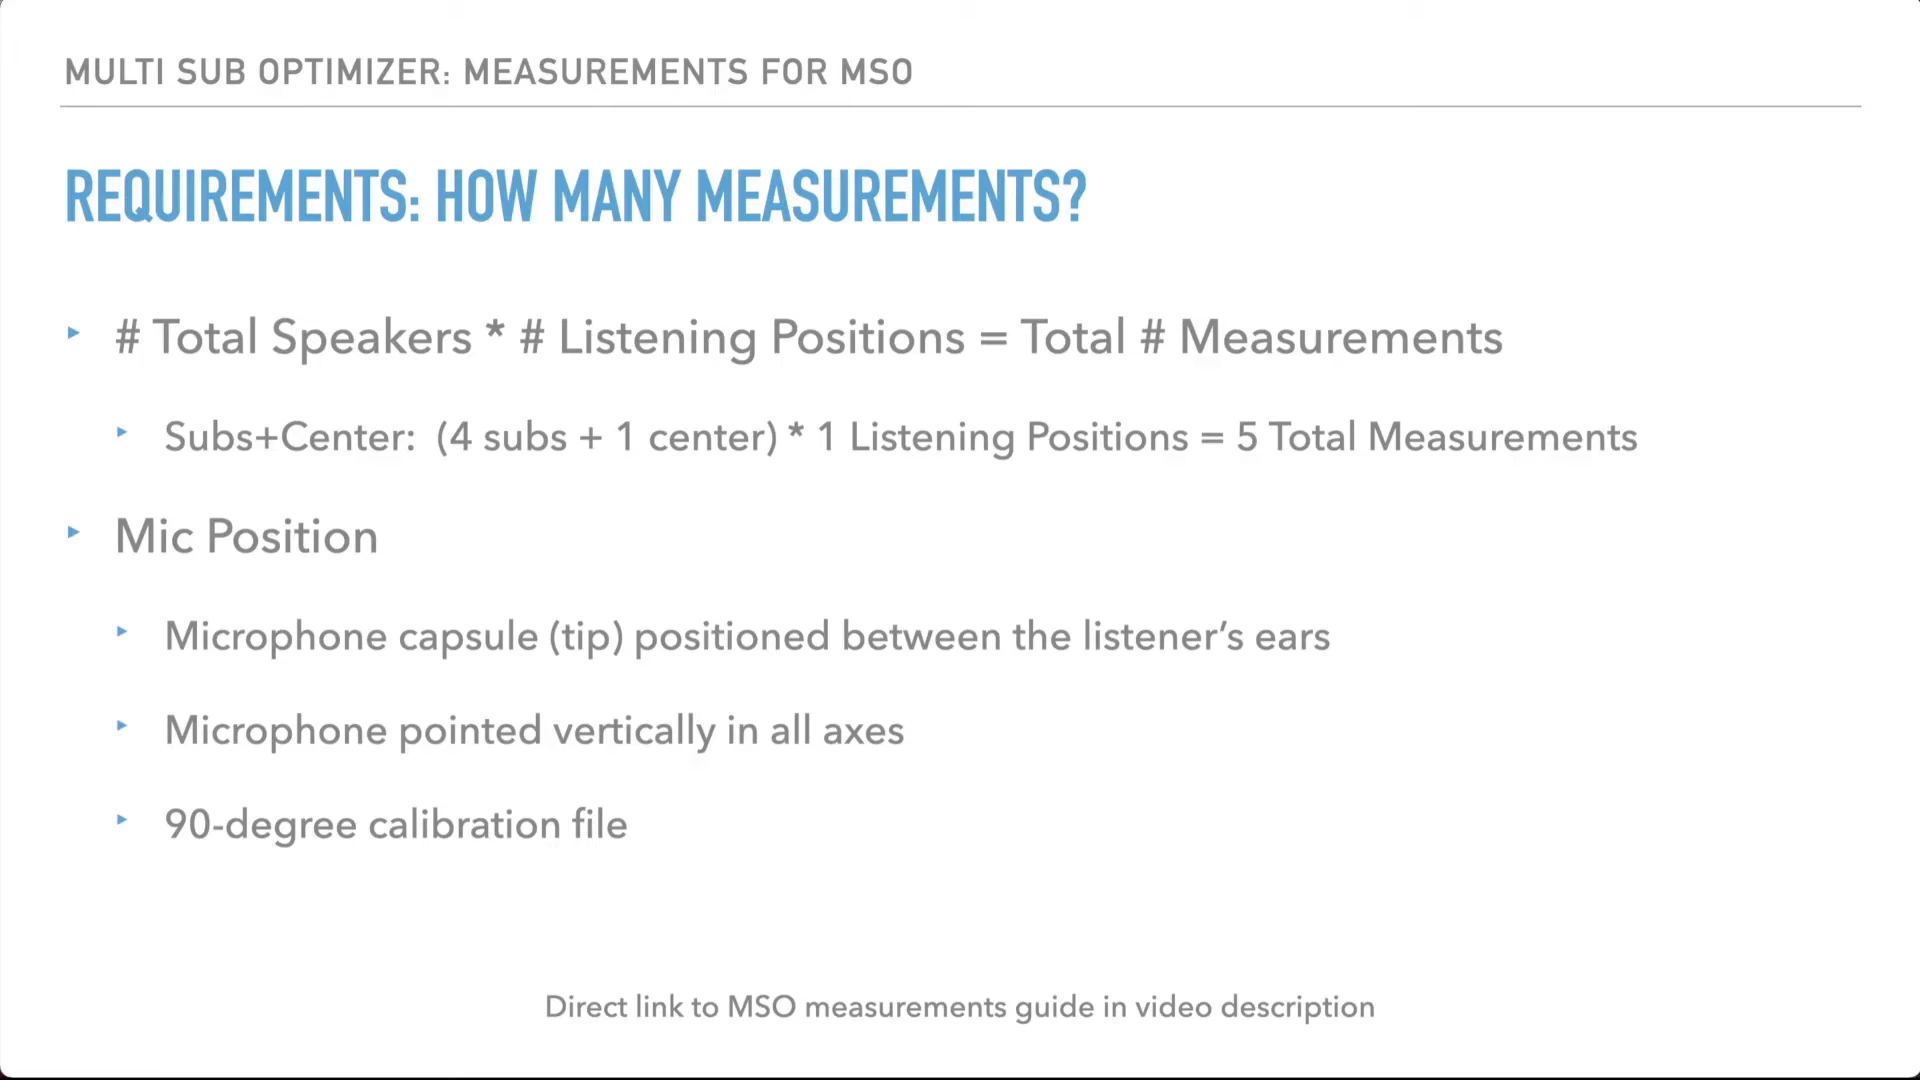 MULTI SUB OPTIMIZER: MEASUREMENTS FOR MSO
REQUIREMENTS: HOW MANY MEASUREMENTS?
‣ # Total Speakers * # Listening Positions = Total # Measurements
‣ Subs+Center: (4 subs + 1 center) * 1 Listening Positions = 5 Total Measurements
‣ Mic Position
‣ Microphone capsule (tip) positioned between the listener’s ears
‣ Microphone pointed vertically in all axes
‣ 90-degree calibration file
Direct link to MSO measurements guide in video description